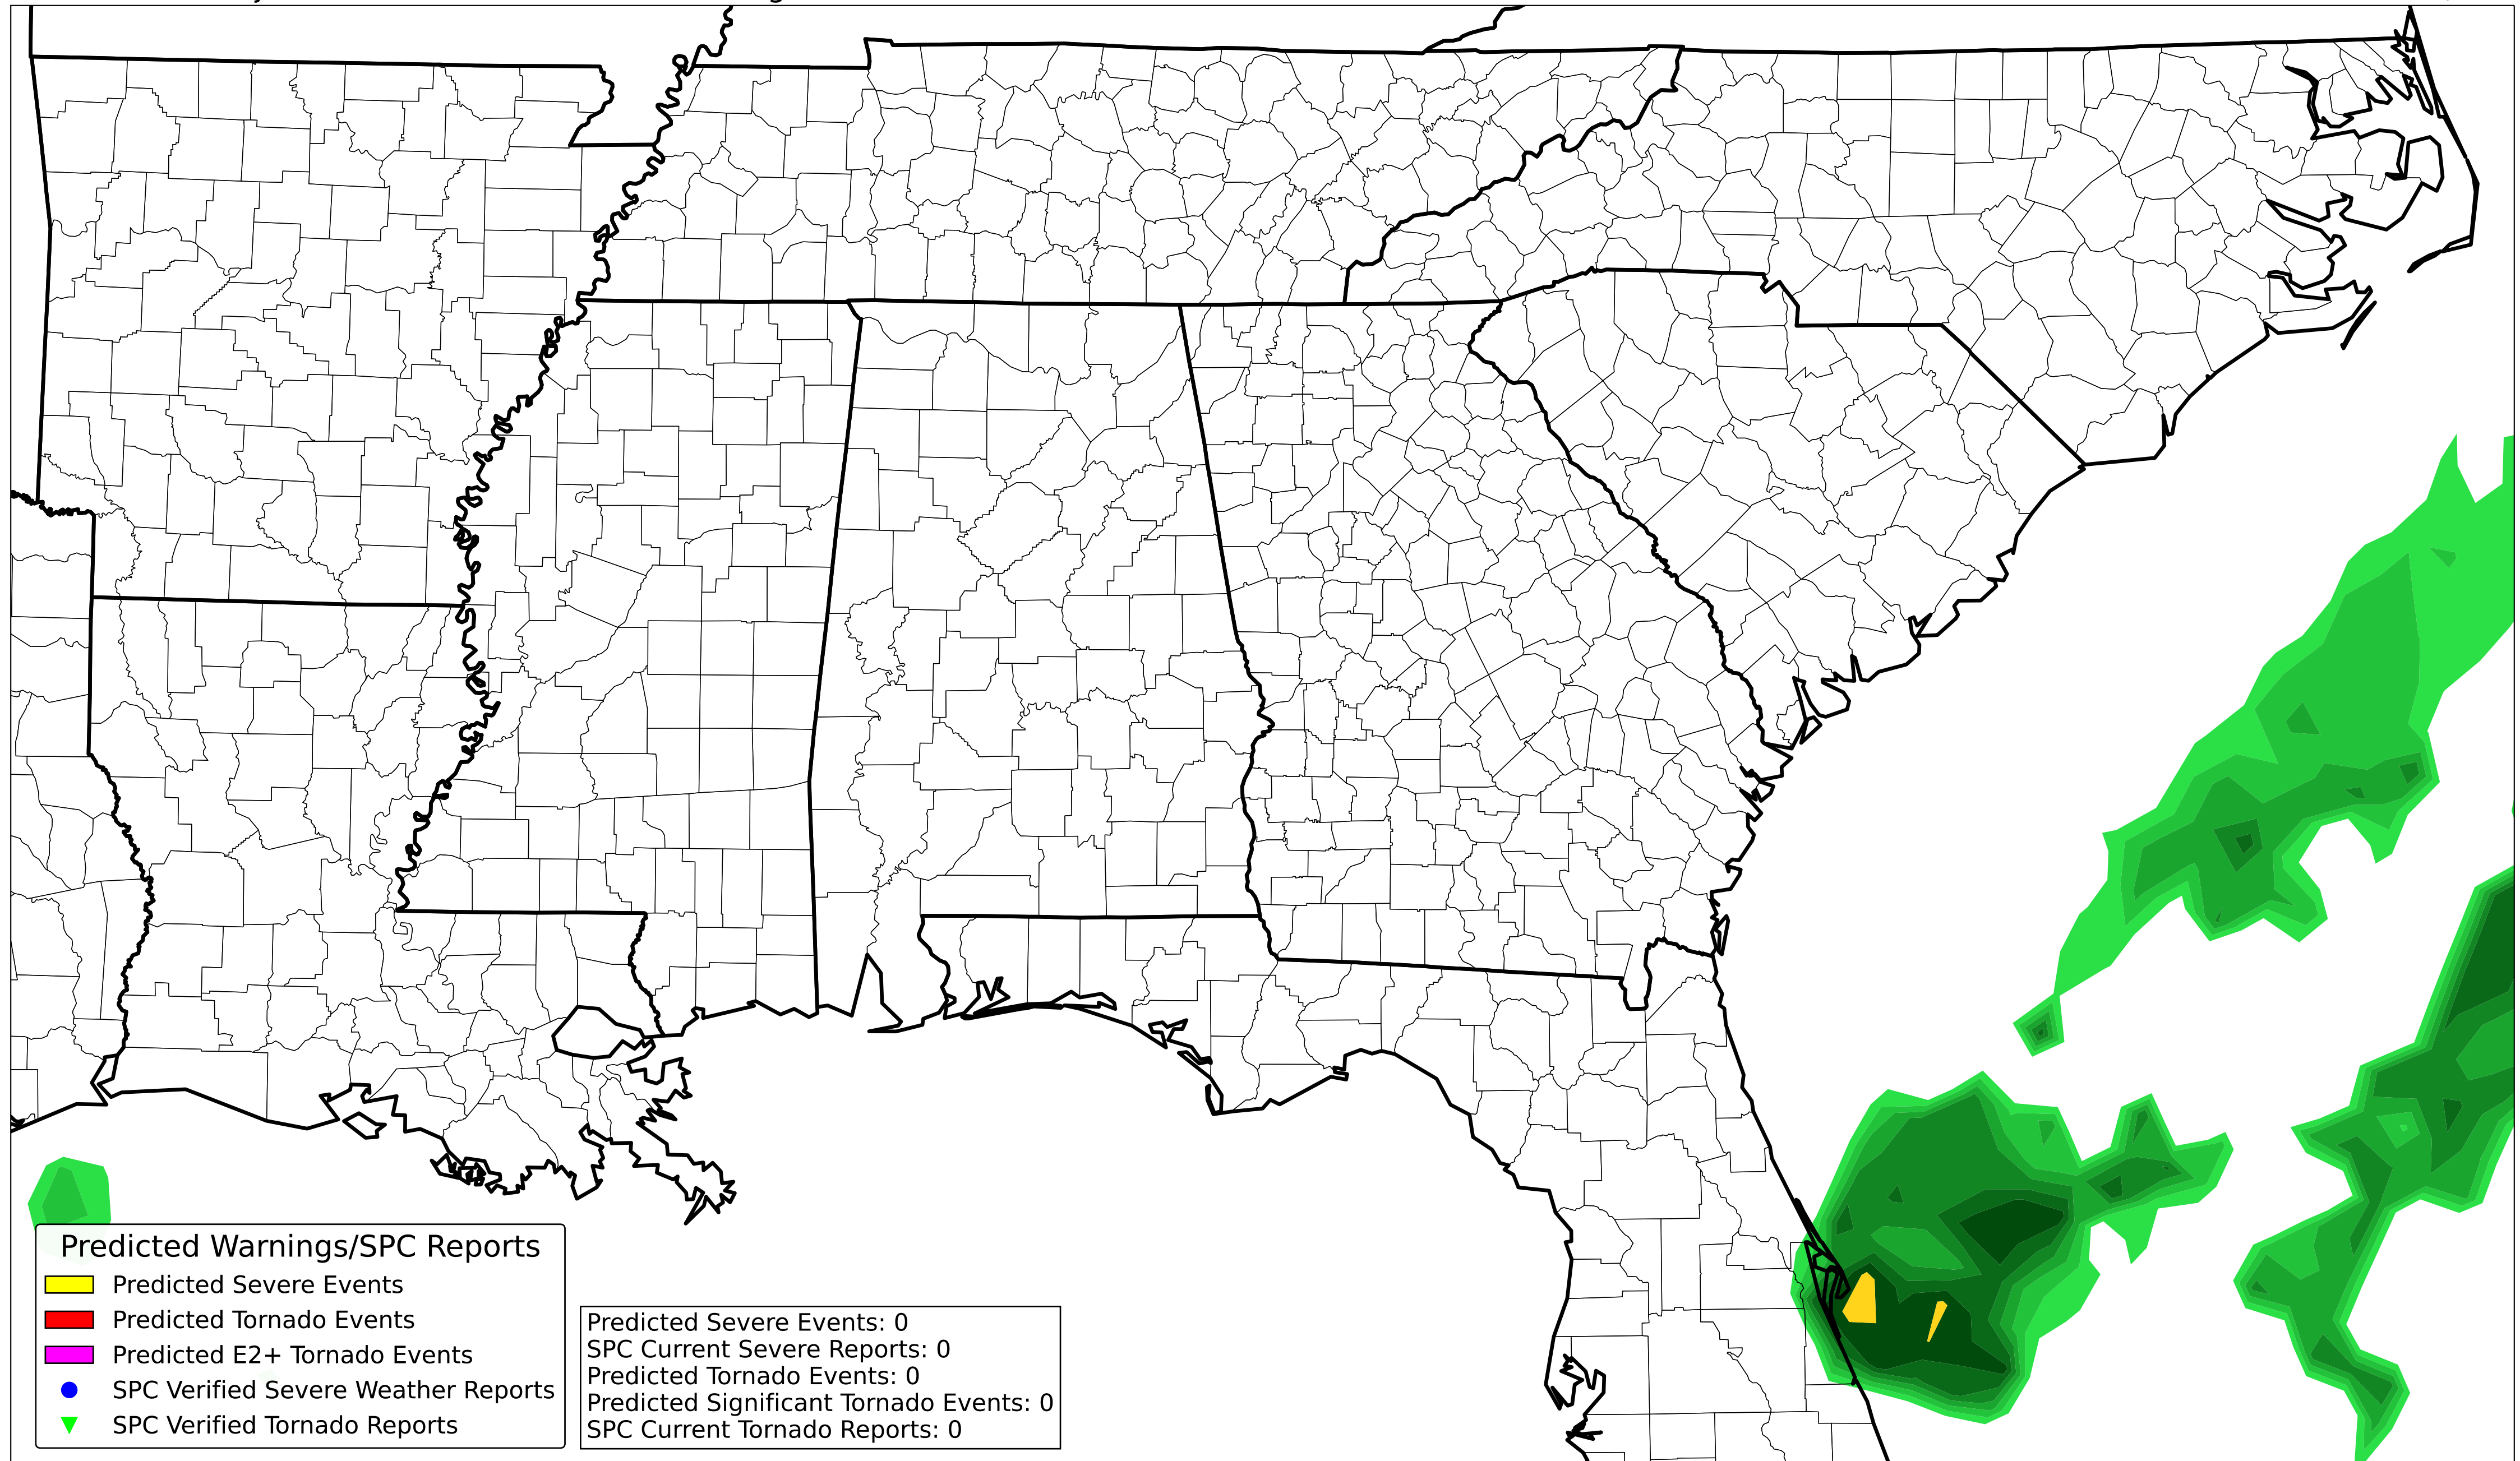 Predicted Warnings/SPC Reports
Predicted Severe Events
Predicted Tornado Events
Predicted E2+ Tornado Events
SPC Verified Severe Weather Reports
SPC Verified Tornado Reports
Predicted Severe Events: 0
SPC Current Severe Reports: 0
Predicted Tornado Events: 0
Predicted Significant Tornado Events: 0
SPC Current Tornado Reports: 0